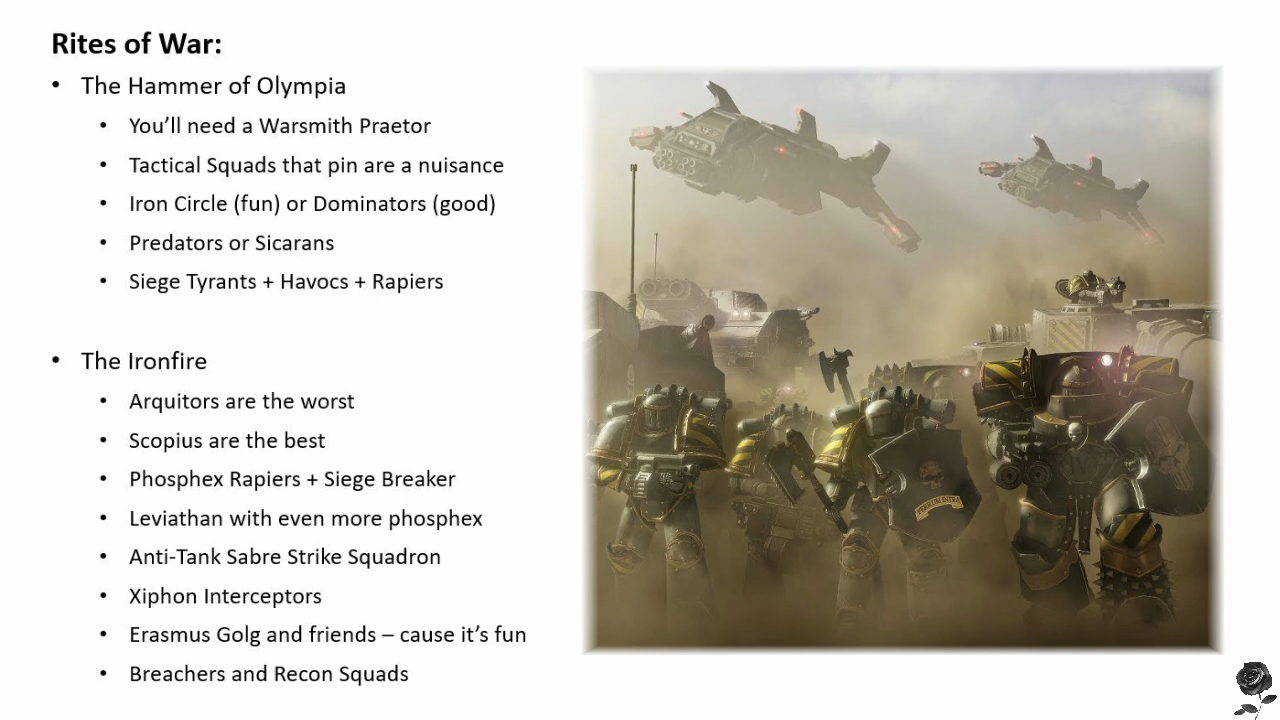 Rites of War:
• The Hammer of Olympia
• You’ll need a Warsmith Praetor
• Tactical Squads that pin are a nuisance
• Iron Circle (fun) or Dominators (good)
• Predators or Sicarans
• Siege Tyrants + Havocs + Rapiers
• The Ironfire
• Arquitors are the worst
• Scopius are the best
• Phosphex Rapiers + Siege Breaker
• Leviathan with even more phosphex
• Anti-Tank Sabre Strike Squadron
• Xiphon Interceptors
• Erasmus Golg and friends – cause it’s fun
• Breachers and Recon Squads
FERRUM INTRA